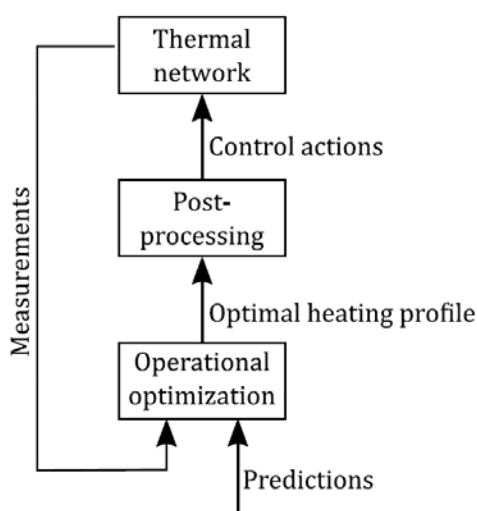 Thermal
network
Control actions
Post-
processing
Measurements
Optimal heating profile
Operational
optimization
Predictions